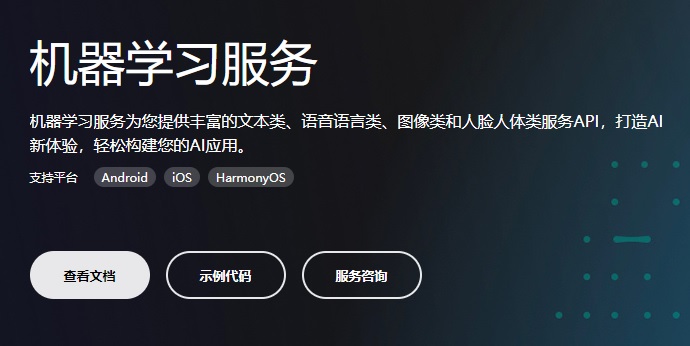 机器学习服务
机器学习服务为您提供丰富的文本类、语音语言类、图像类和人脸人体类服务API，打造AI
新体验，轻松构建您的AI应用。
支持平台 Android iOS HarmonyOS
查看文档 示例代码 服务咨询